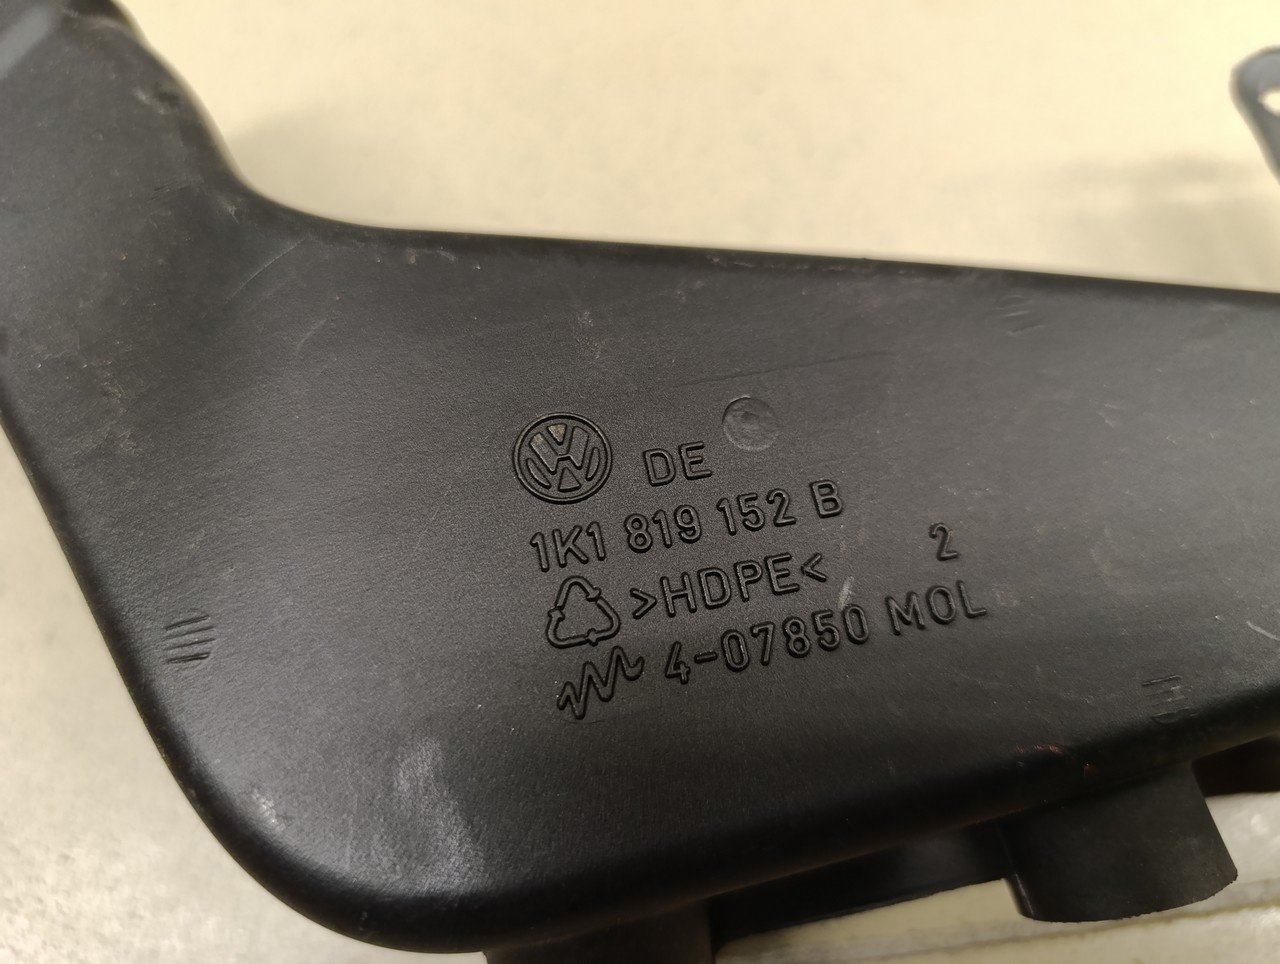 DE
1K1 819 152 B
>HDPE< 2
4-07850 MOL